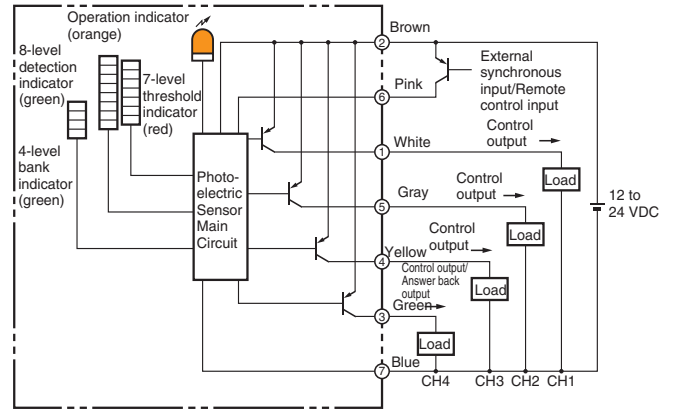 Operation indicator
(orange)
8-level
detection
indicator
(green)
7-level
threshold
indicator
(red)
4-level
bank
indicator
(green)
Photo-
electric
Sensor
Main
Circuit
2
Brown
External
synchronous
input/Remote
control input
6
Pink
Control
output
1
White
Load
Control
output
5
Gray
Load
12 to
24 VDC
Control
output
4
Yellow
Load
Control output/
Answer back
output
3
Green
Load
7
Blue
CH4 CH3 CH2 CH1